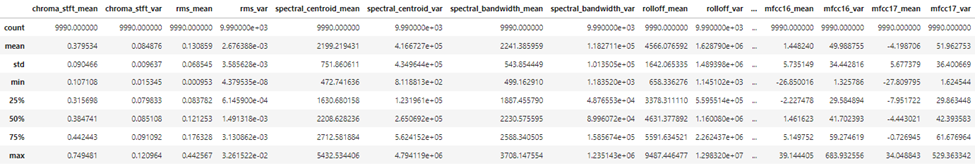 chroma_stft_mean chroma_stft_var rms_mean rms_var spectral_centroid_mean spectral_centroid_var spectral_bandwidth_mean spectral_bandwidth_var rolloff_mean rolloff_var ... mfcc16_mean mfcc16_var mfcc17_mean mfcc17_var
count 9990.000000 9990.000000 9990.000000 9.990000e+03 9990.000000 9.990000e+03 9990.000000 9.990000e+03 9990.000000 9.990000e+03 ... 9990.000000 9990.000000 9990.000000 9990.000000
mean 0.379534 0.084876 0.130859 2.676388e-03 2199.219431 4.166727e+05 2241.385959 1.182711e+05 4566.076592 1.628790e+06 ... 1.448240 49.988755 -4.198706 51.962753
std 0.090466 0.009637 0.068545 3.585628e-03 751.860611 4.349644e+05 543.854449 1.013505e+05 1642.065335 1.489398e+06 ... 5.735149 34.442816 5.677379 36.400669
min 0.107108 0.015345 0.000953 4.379535e-08 472.741636 8.118813e+02 499.162910 1.183520e+03 658.336276 1.145102e+03 ... -26.850016 1.325786 -27.809795 1.624544
25% 0.315698 0.079833 0.083782 6.145900e-04 1630.680158 1.231961e+05 1887.455790 4.876553e+04 3378.311110 5.595514e+05 ... -2.227478 29.584894 -7.951722 29.863448
50% 0.384741 0.085108 0.121253 1.491318e-03 2208.628236 2.650692e+05 2230.575595 8.996072e+04 4631.377892 1.160080e+06 ... 1.461623 41.702393 -4.443021 42.393583
75% 0.442443 0.091092 0.176328 3.130862e-03 2712.581884 5.624152e+05 2588.340505 1.585674e+05 5591.634521 2.262437e+06 ... 5.149752 59.274619 -0.726945 61.676964
max 0.749481 0.120964 0.442567 3.261522e-02 5432.534406 4.794119e+06 3708.147554 1.235143e+06 9487.446477 1.298320e+07 ... 39.144405 683.932556 34.048843 529.363342